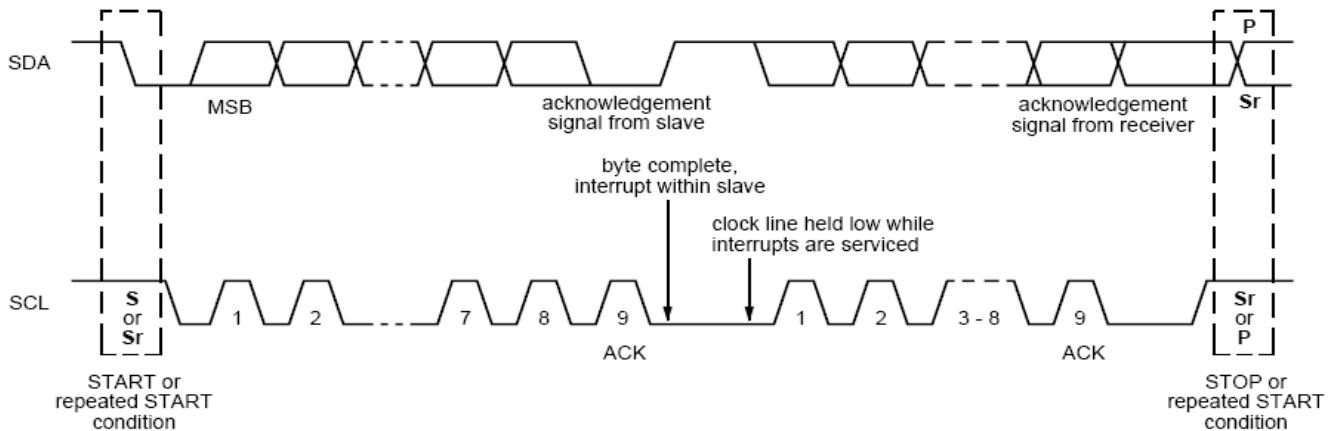 P
SDA
MSB
acknowledgement
signal from slave
acknowledgement
signal from receiver
Sr
byte complete,
interrupt within slave
clock line held low while
interrupts are serviced
SCL
S
or
Sr
1
2
7
8
9
1
2
3 - 8
9
Sr
or
P
ACK
ACK
START or
repeated START
condition
STOP or
repeated START
condition